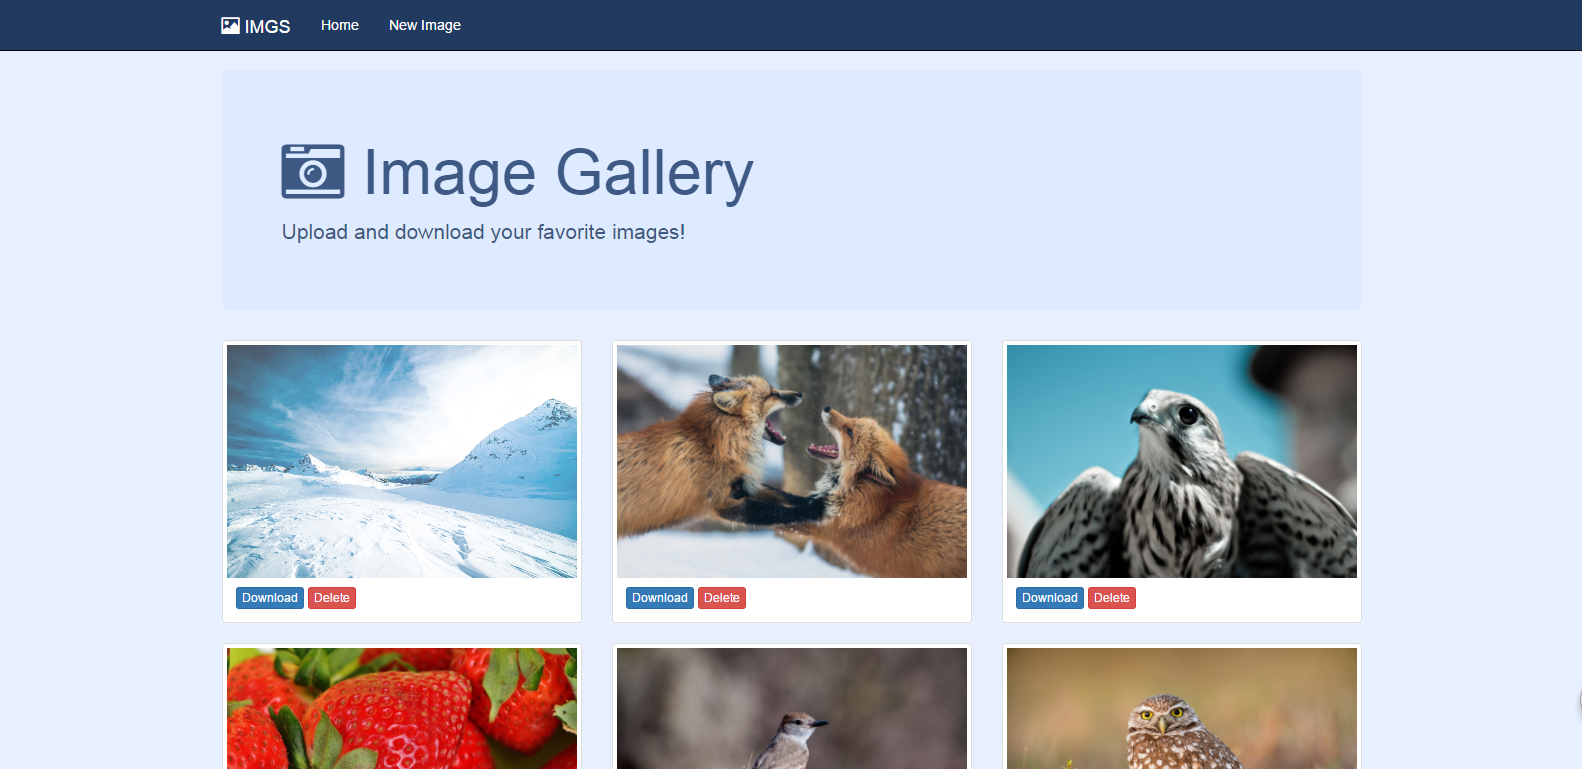 IMGS Home New Image
Image Gallery
Upload and download your favorite images!
Download Delete Download Delete Download Delete